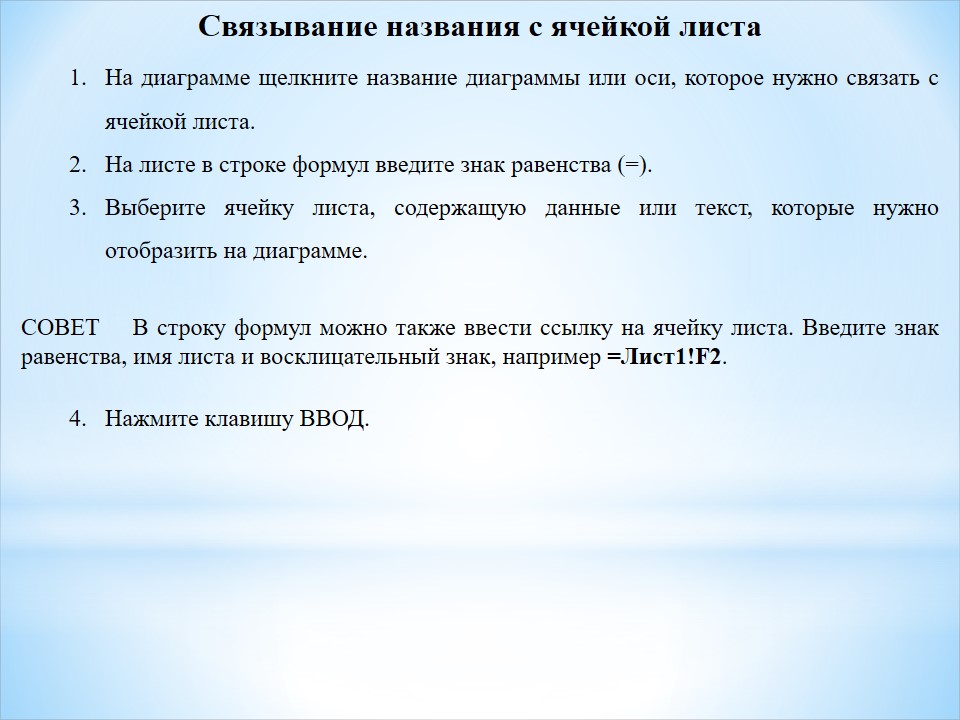 Связывание названия с ячейкой листа
1. На диаграмме щелкните название диаграммы или оси, которое нужно связать с
ячейкой листа.
2. На листе в строке формул введите знак равенства (=).
3. Выберите ячейку листа, содержащую данные или текст, которые нужно
отобразить на диаграмме.
СОВЕТ В строку формул можно также ввести ссылку на ячейку листа. Введите знак
равенства, имя листа и восклицательный знак, например =Лист1!F2.
4. Нажмите клавишу ВВОД.